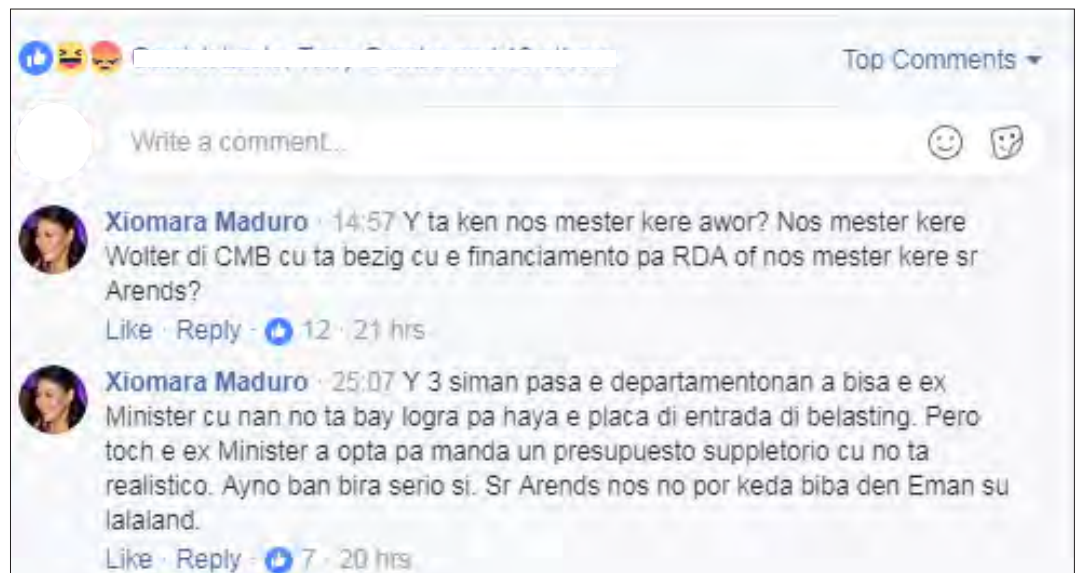 Top Comments
Write a comment...
Xiomara Maduro · 14:57 Y ta ken nos mester kere awor? Nos mester kere
Wolter di CMB cu ta bezig cu e financiamento pa RDA of nos mester kere sr
Arends?
Like · Reply · 12 · 21 hrs
Xiomara Maduro · 25:07 Y 3 siman pasa e departamentonan a bisa e ex
Minister cu nan no ta bay logra pa haya e placa di entrada di belasting. Pero
toch e ex Minister a opta pa manda un presupuesto suppletorio cu no ta
realistico. Ayno ban bira serio si. Sr Arends nos no por keda biba den Eman su
lalaland.
Like · Reply · 7 · 20 hrs